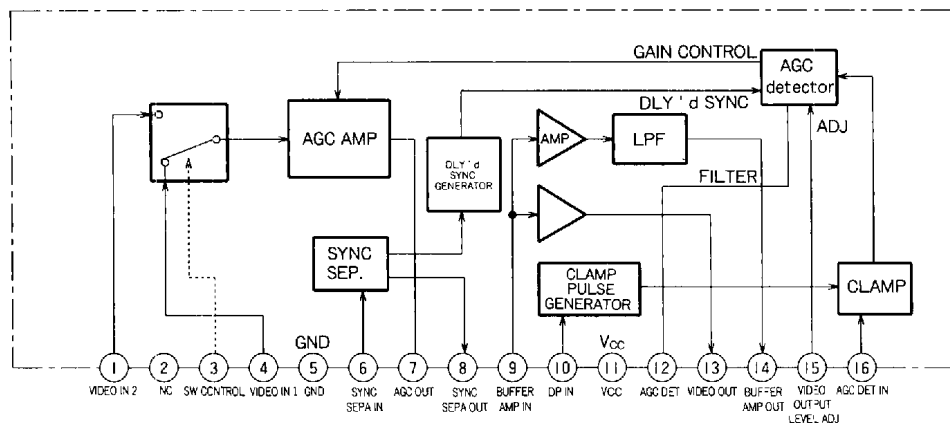 GAIN CONTROL
AGC
detector
DLY'd SYNC
ADJ
AGC AMP
AMP
LPF
DLY'd
SYNC
GENERATOR
FILTER
SYNC
SEP.
CLAMP
PULSE
GENERATOR
CLAMP
GND
Vcc
1
2
3
4
5
6
7
8
9
10
11
12
13
14
15
16
VIDEO IN 2
NC
SW CONTROL
VIDEO IN 1
GND
SYNC
SEPA IN
AGC OUT
SYNC
SEPA OUT
BUFFER
AMP IN
DP IN
VCC
AGC DET
VIDEO OUT
BUFFER
AMP OUT
VIDEO
OUTPUT
LEVEL ADJ
AGC DET IN